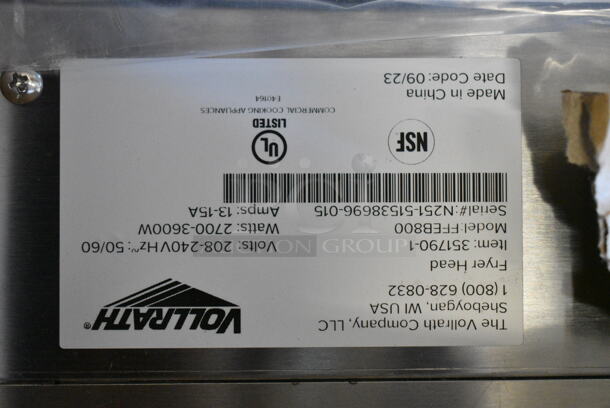 The Vollrath Company, LLC
Sheboygan, WI USA
1 (800) 628-0832
VOLLRATH®
Fryer Head
Item: 351790-1
Model:FFEB800
Serial#:N251-51538696-015
Volts: 208-240V Hz~: 50/60
Watts: 2700-3600W
Amps: 13-15A
NSF
UL
LISTED
COMMERCIAL COOKING APPLIANCES
E40164
Made in China
Date Code: 09/23